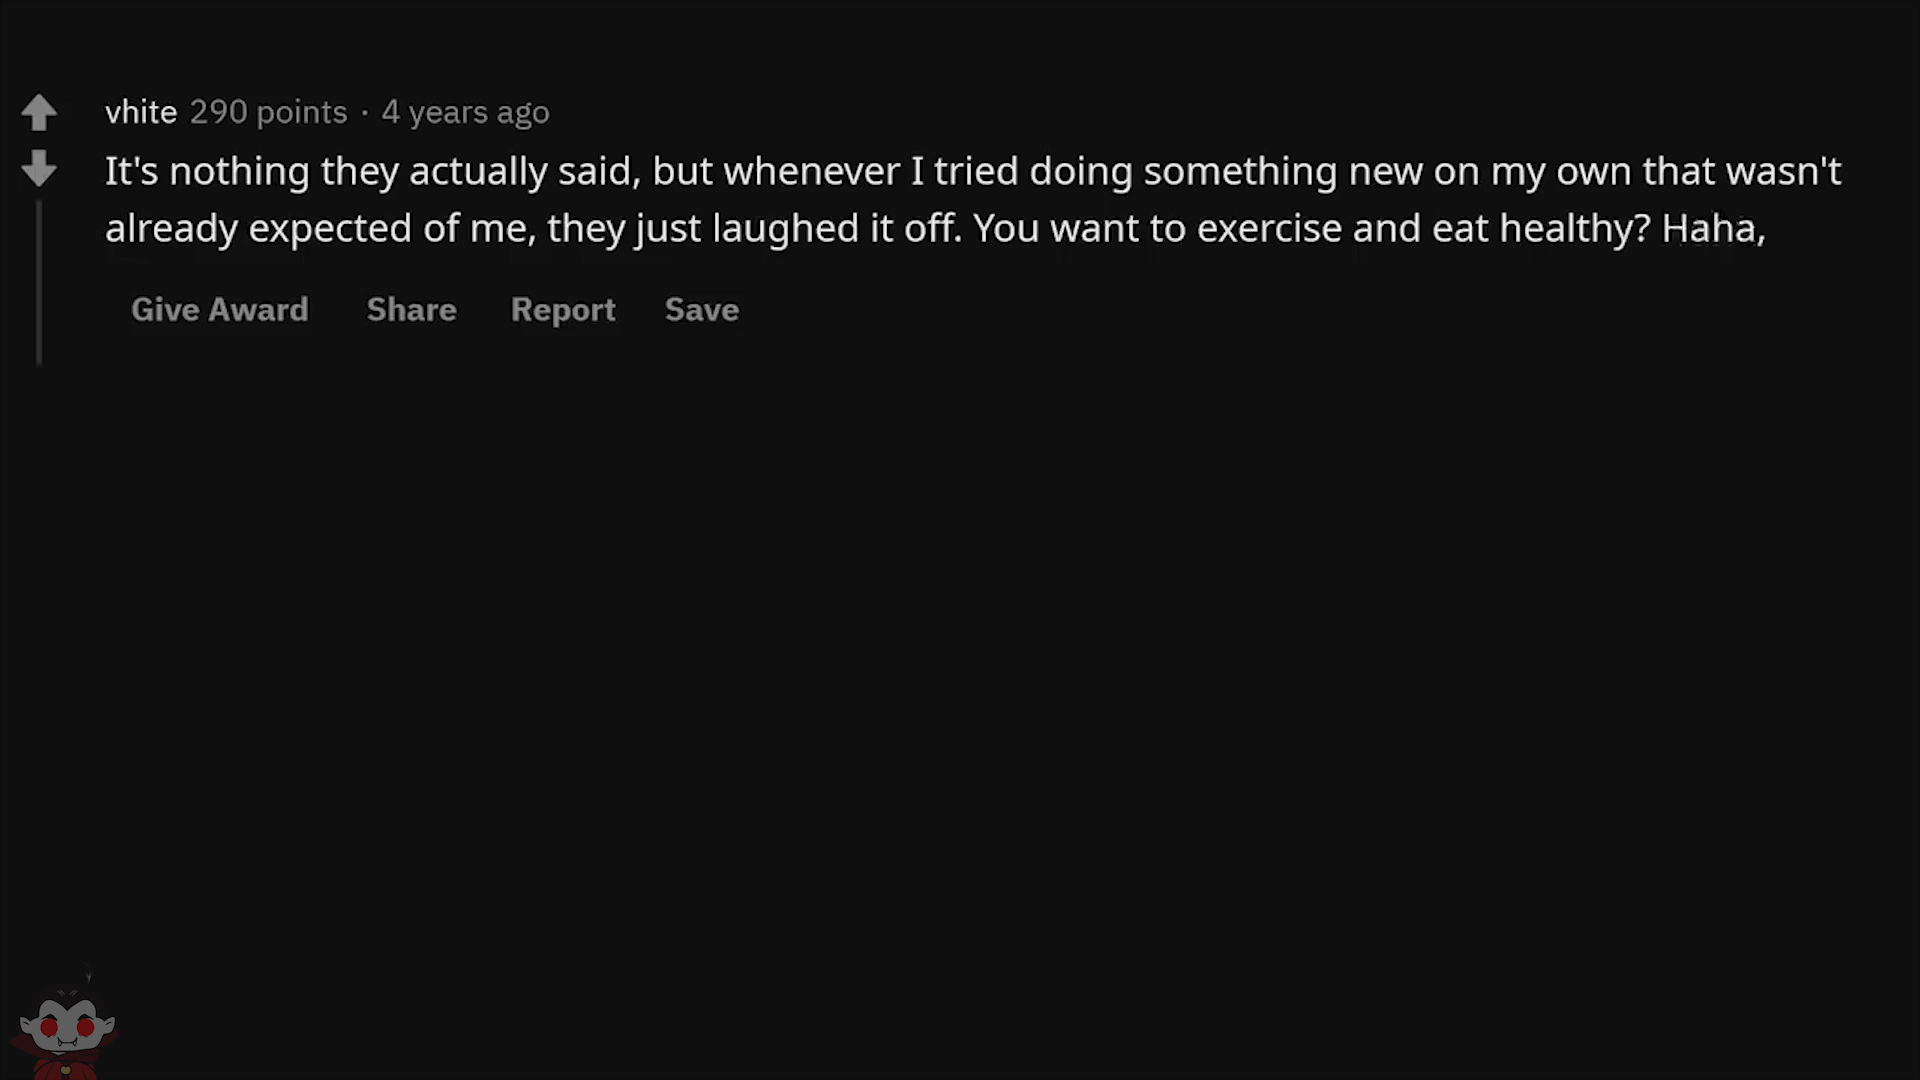 vhite 290 points · 4 years ago
It's nothing they actually said, but whenever I tried doing something new on my own that wasn't
already expected of me, they just laughed it off. You want to exercise and eat healthy? Haha,
Give Award Share Report Save